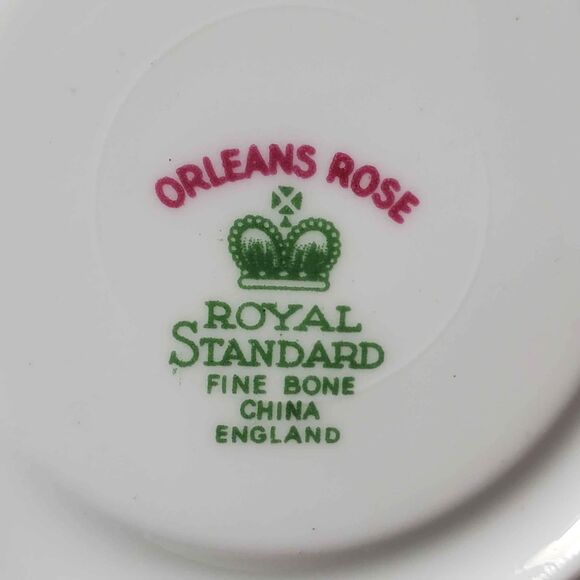 ORLEANS ROSE
ROYAL
STANDARD
FINE BONE
CHINA
ENGLAND